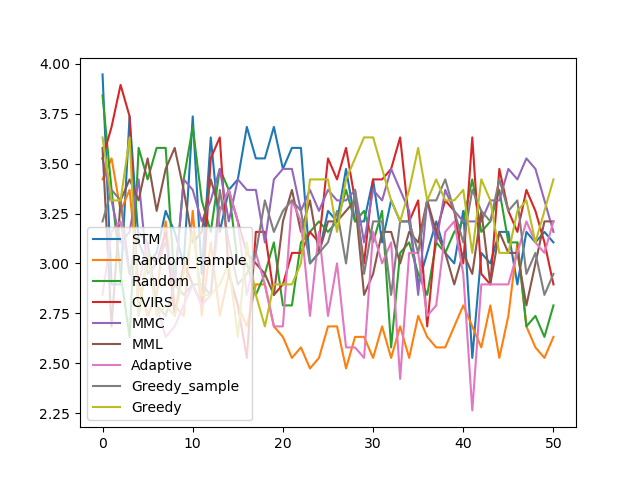 4.00
3.75
3.50
3.25
3.00
2.75
2.50
2.25
STM
Random_sample
Random
CVIRS
MMC
MML
Adaptive
Greedy_sample
Greedy
0 10 20 30 40 50